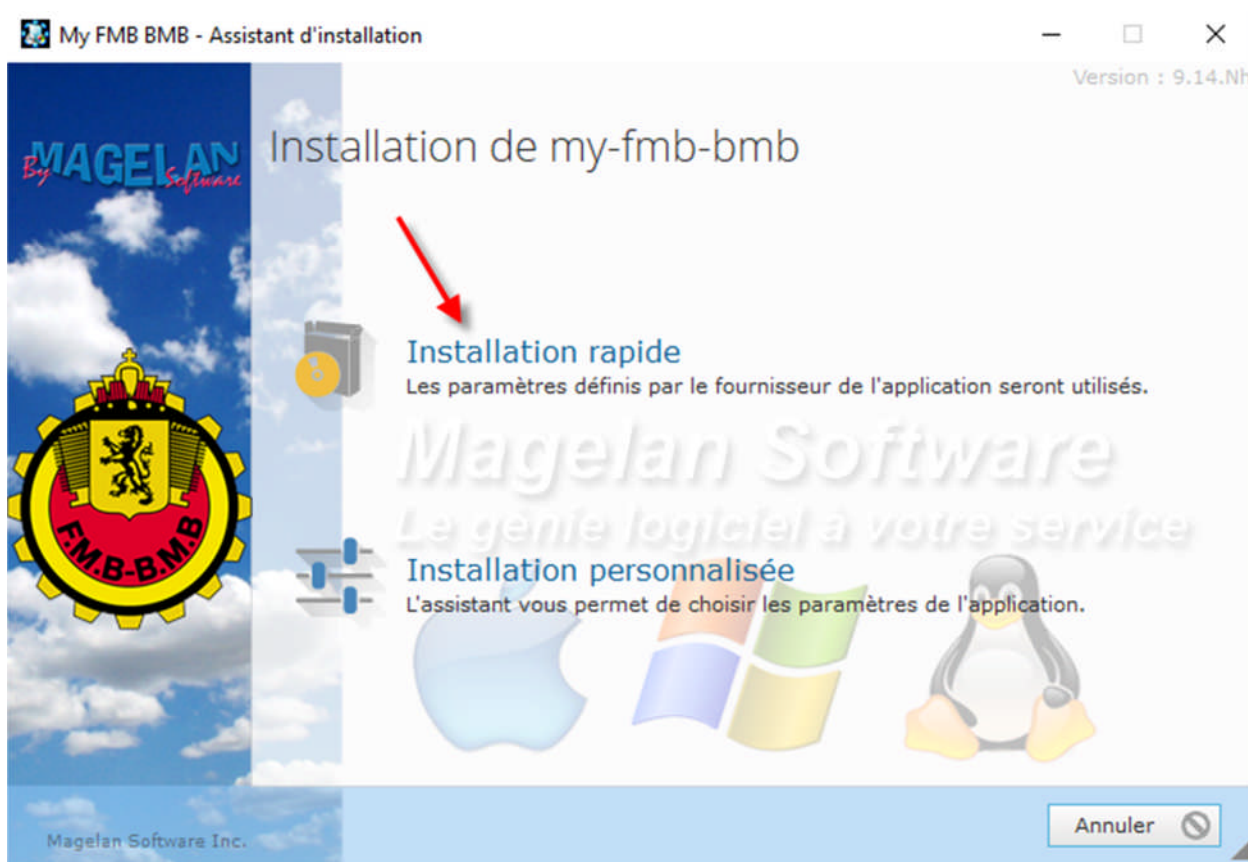 My FMB BMB - Assistant d'installation
Version : 9.14.Nh
By MAGELAN
Software
Installation de my-fmb-bmb
Installation rapide
Les paramètres définis par le fournisseur de l'application seront utilisés.
Magelan Software
Le génie logiciel à votre service
F.M.B-B.M.B
Installation personnalisée
L'assistant vous permet de choisir les paramètres de l'application.
Magelan Software Inc.
Annuler